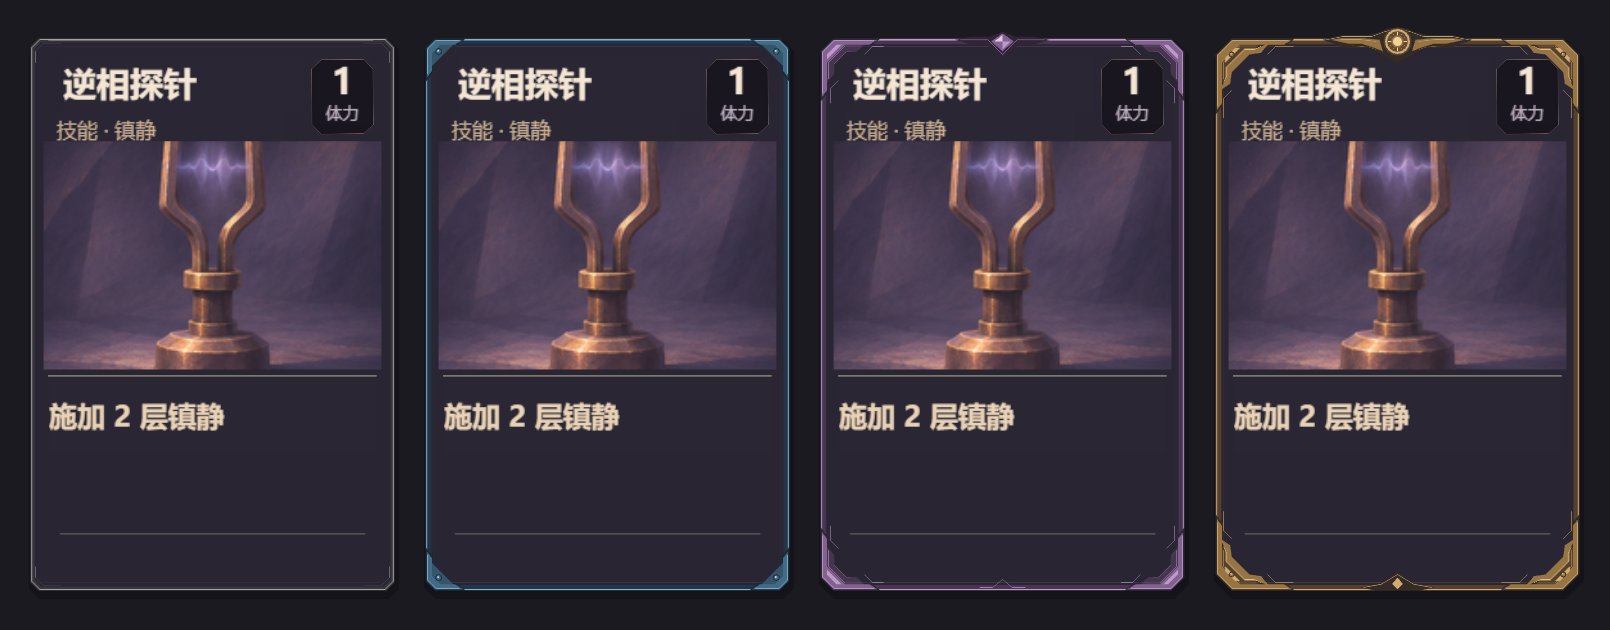 逆相探针
1
体力
技能 · 镇静
施加 2 层镇静
逆相探针
1
体力
技能 · 镇静
施加 2 层镇静
逆相探针
1
体力
技能 · 镇静
施加 2 层镇静
逆相探针
1
体力
技能 · 镇静
施加 2 层镇静